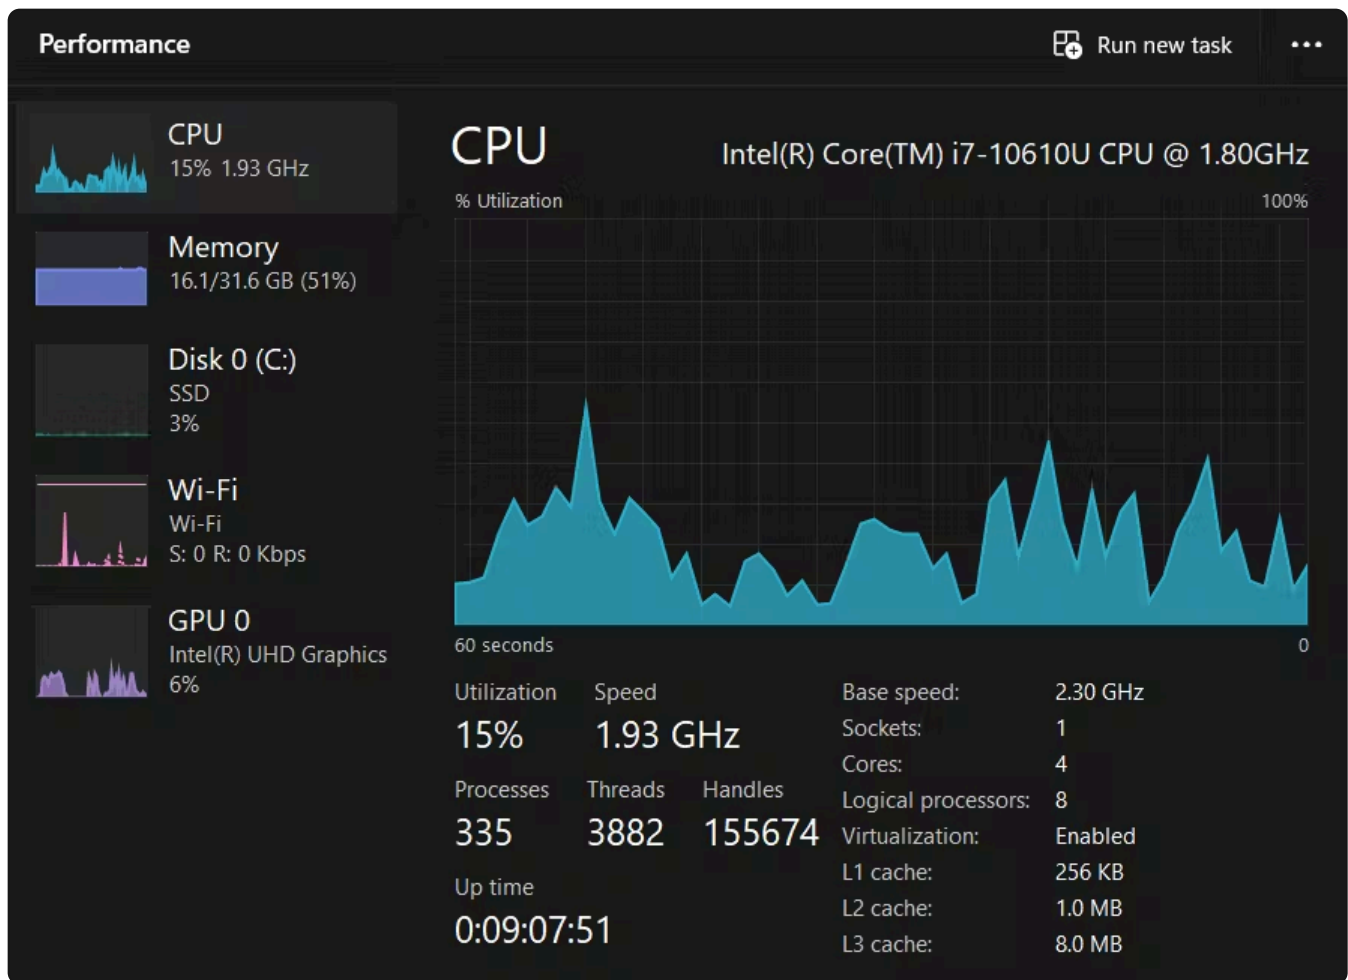 Performance
Run new task
CPU
15% 1.93 GHz
Memory
16.1/31.6 GB (51%)
Disk 0 (C:)
SSD
3%
Wi-Fi
Wi-Fi
S: 0 R: 0 Kbps
GPU 0
Intel(R) UHD Graphics
6%
CPU
Intel(R) Core(TM) i7-10610U CPU @ 1.80GHz
% Utilization
100%
60 seconds
0
Utilization
15%
Speed
1.93 GHz
Processes
335
Threads
3882
Handles
155674
Up time
0:09:07:51
Base speed: 2.30 GHz
Sockets: 1
Cores: 4
Logical processors: 8
Virtualization: Enabled
L1 cache: 256 KB
L2 cache: 1.0 MB
L3 cache: 8.0 MB